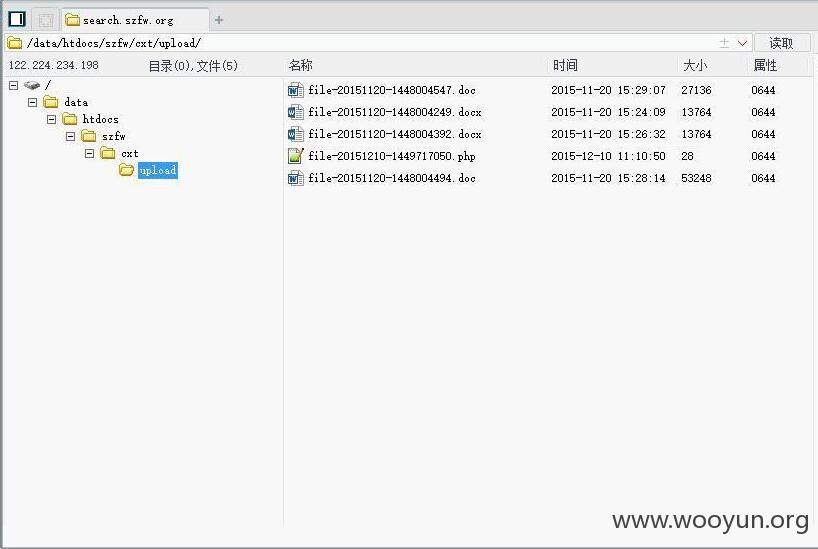 search.szfw.org
/data/htdocs/szfw/cxt/upload/ 读取
122.224.234.198 目录(0),文件(5) 名称 时间 大小 属性
/
data
htdocs
szfw
cxt
upload
file-20151120-1448004547.doc 2015-11-20 15:29:07 27136 0644
file-20151120-1448004249.docx 2015-11-20 15:24:09 13764 0644
file-20151120-1448004392.docx 2015-11-20 15:26:32 13764 0644
file-20151210-1449717050.php 2015-12-10 11:10:50 28 0644
file-20151120-1448004494.doc 2015-11-20 15:28:14 53248 0644
www.wooyun.org